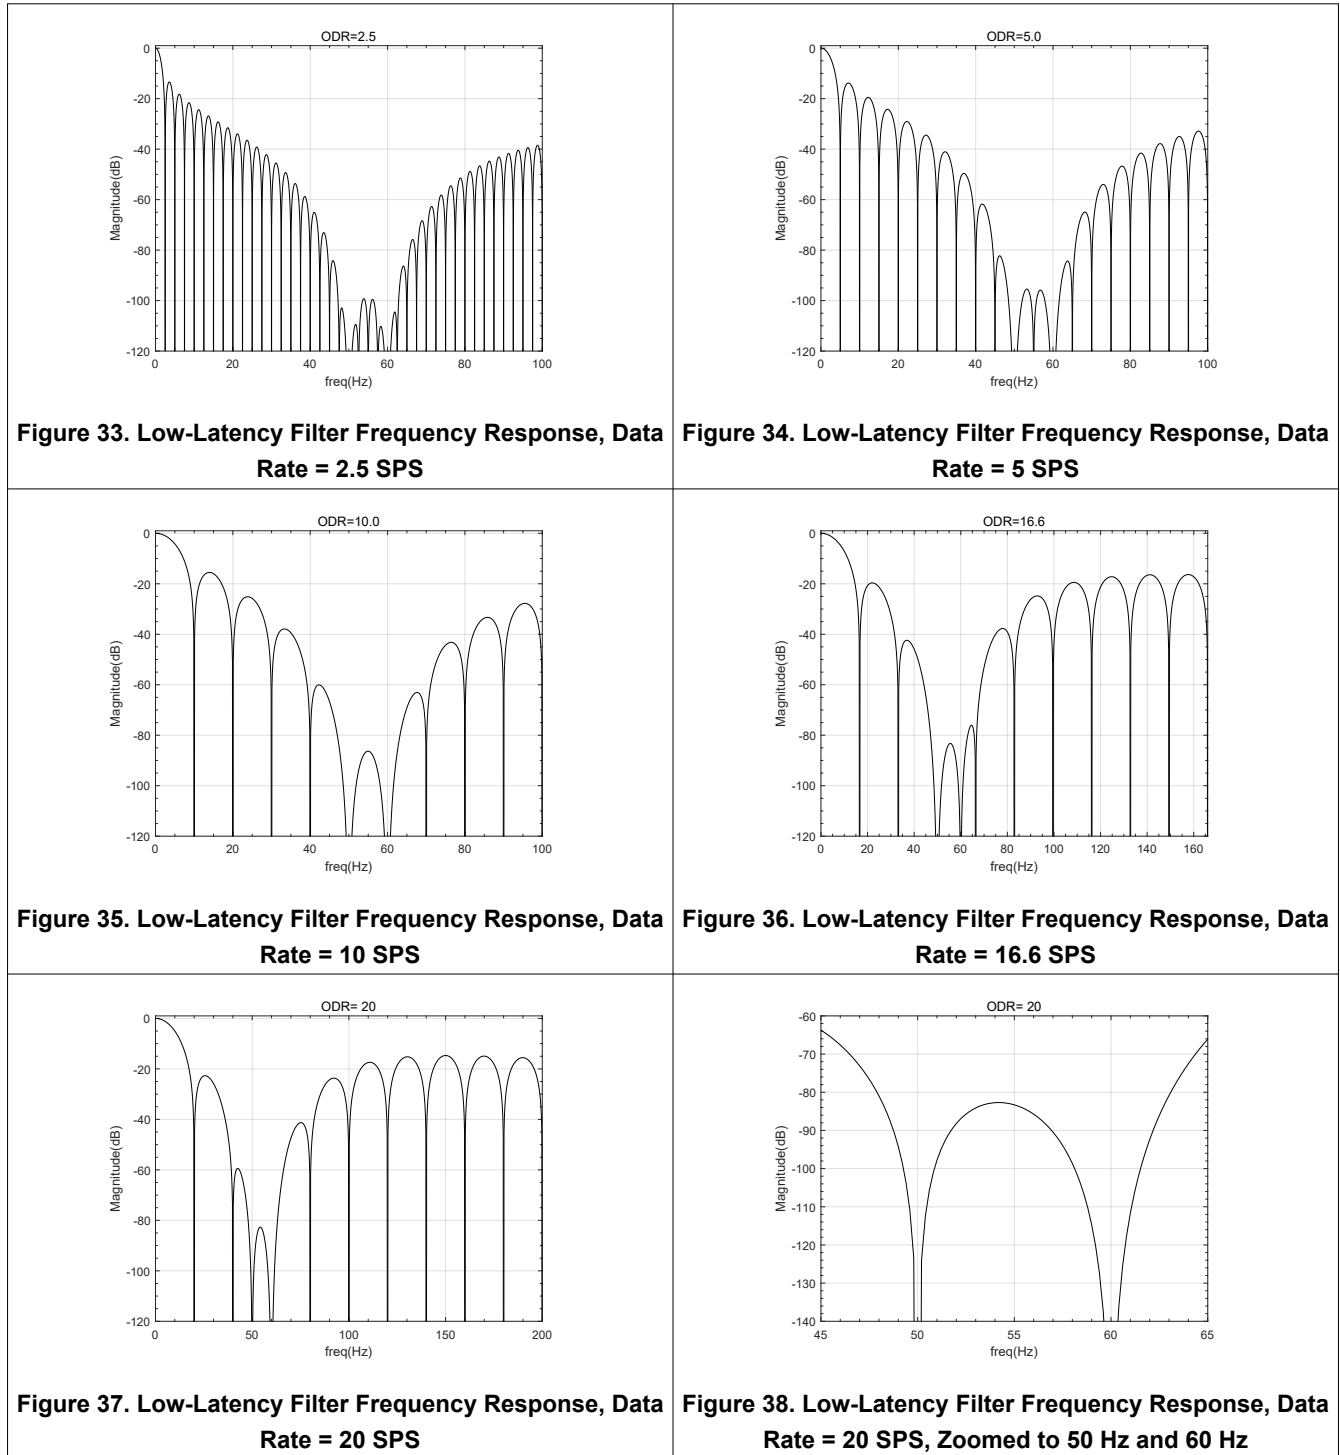 ODR=2.5
0
-20
-40
-60
-80
-100
-120
Magnitude(dB)
0 20 40 60 80 100
freq(Hz)
Figure 33. Low-Latency Filter Frequency Response, Data
Rate = 2.5 SPS
ODR=5.0
0
-20
-40
-60
-80
-100
-120
Magnitude(dB)
0 20 40 60 80 100
freq(Hz)
Figure 34. Low-Latency Filter Frequency Response, Data
Rate = 5 SPS
ODR=10.0
0
-20
-40
-60
-80
-100
-120
Magnitude(dB)
0 20 40 60 80 100
freq(Hz)
Figure 35. Low-Latency Filter Frequency Response, Data
Rate = 10 SPS
ODR=16.6
0
-20
-40
-60
-80
-100
-120
Magnitude(dB)
0 20 40 60 80 100 120 140 160
freq(Hz)
Figure 36. Low-Latency Filter Frequency Response, Data
Rate = 16.6 SPS
ODR= 20
0
-20
-40
-60
-80
-100
-120
Magnitude(dB)
0 50 100 150 200
freq(Hz)
Figure 37. Low-Latency Filter Frequency Response, Data
Rate = 20 SPS
ODR= 20
-60
-70
-80
-90
-100
-110
-120
-130
-140
Magnitude(dB)
45 50 55 60 65
freq(Hz)
Figure 38. Low-Latency Filter Frequency Response, Data
Rate = 20 SPS, Zoomed to 50 Hz and 60 Hz